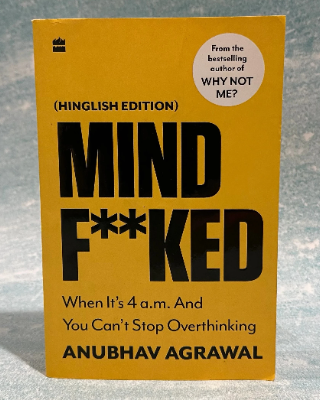 From the
bestselling
author of
WHY NOT
ME?
(HINGLISH EDITION)
MIND
F**KED
When It's 4 a.m. And
You Can't Stop Overthinking
ANUBHAV AGRAWAL